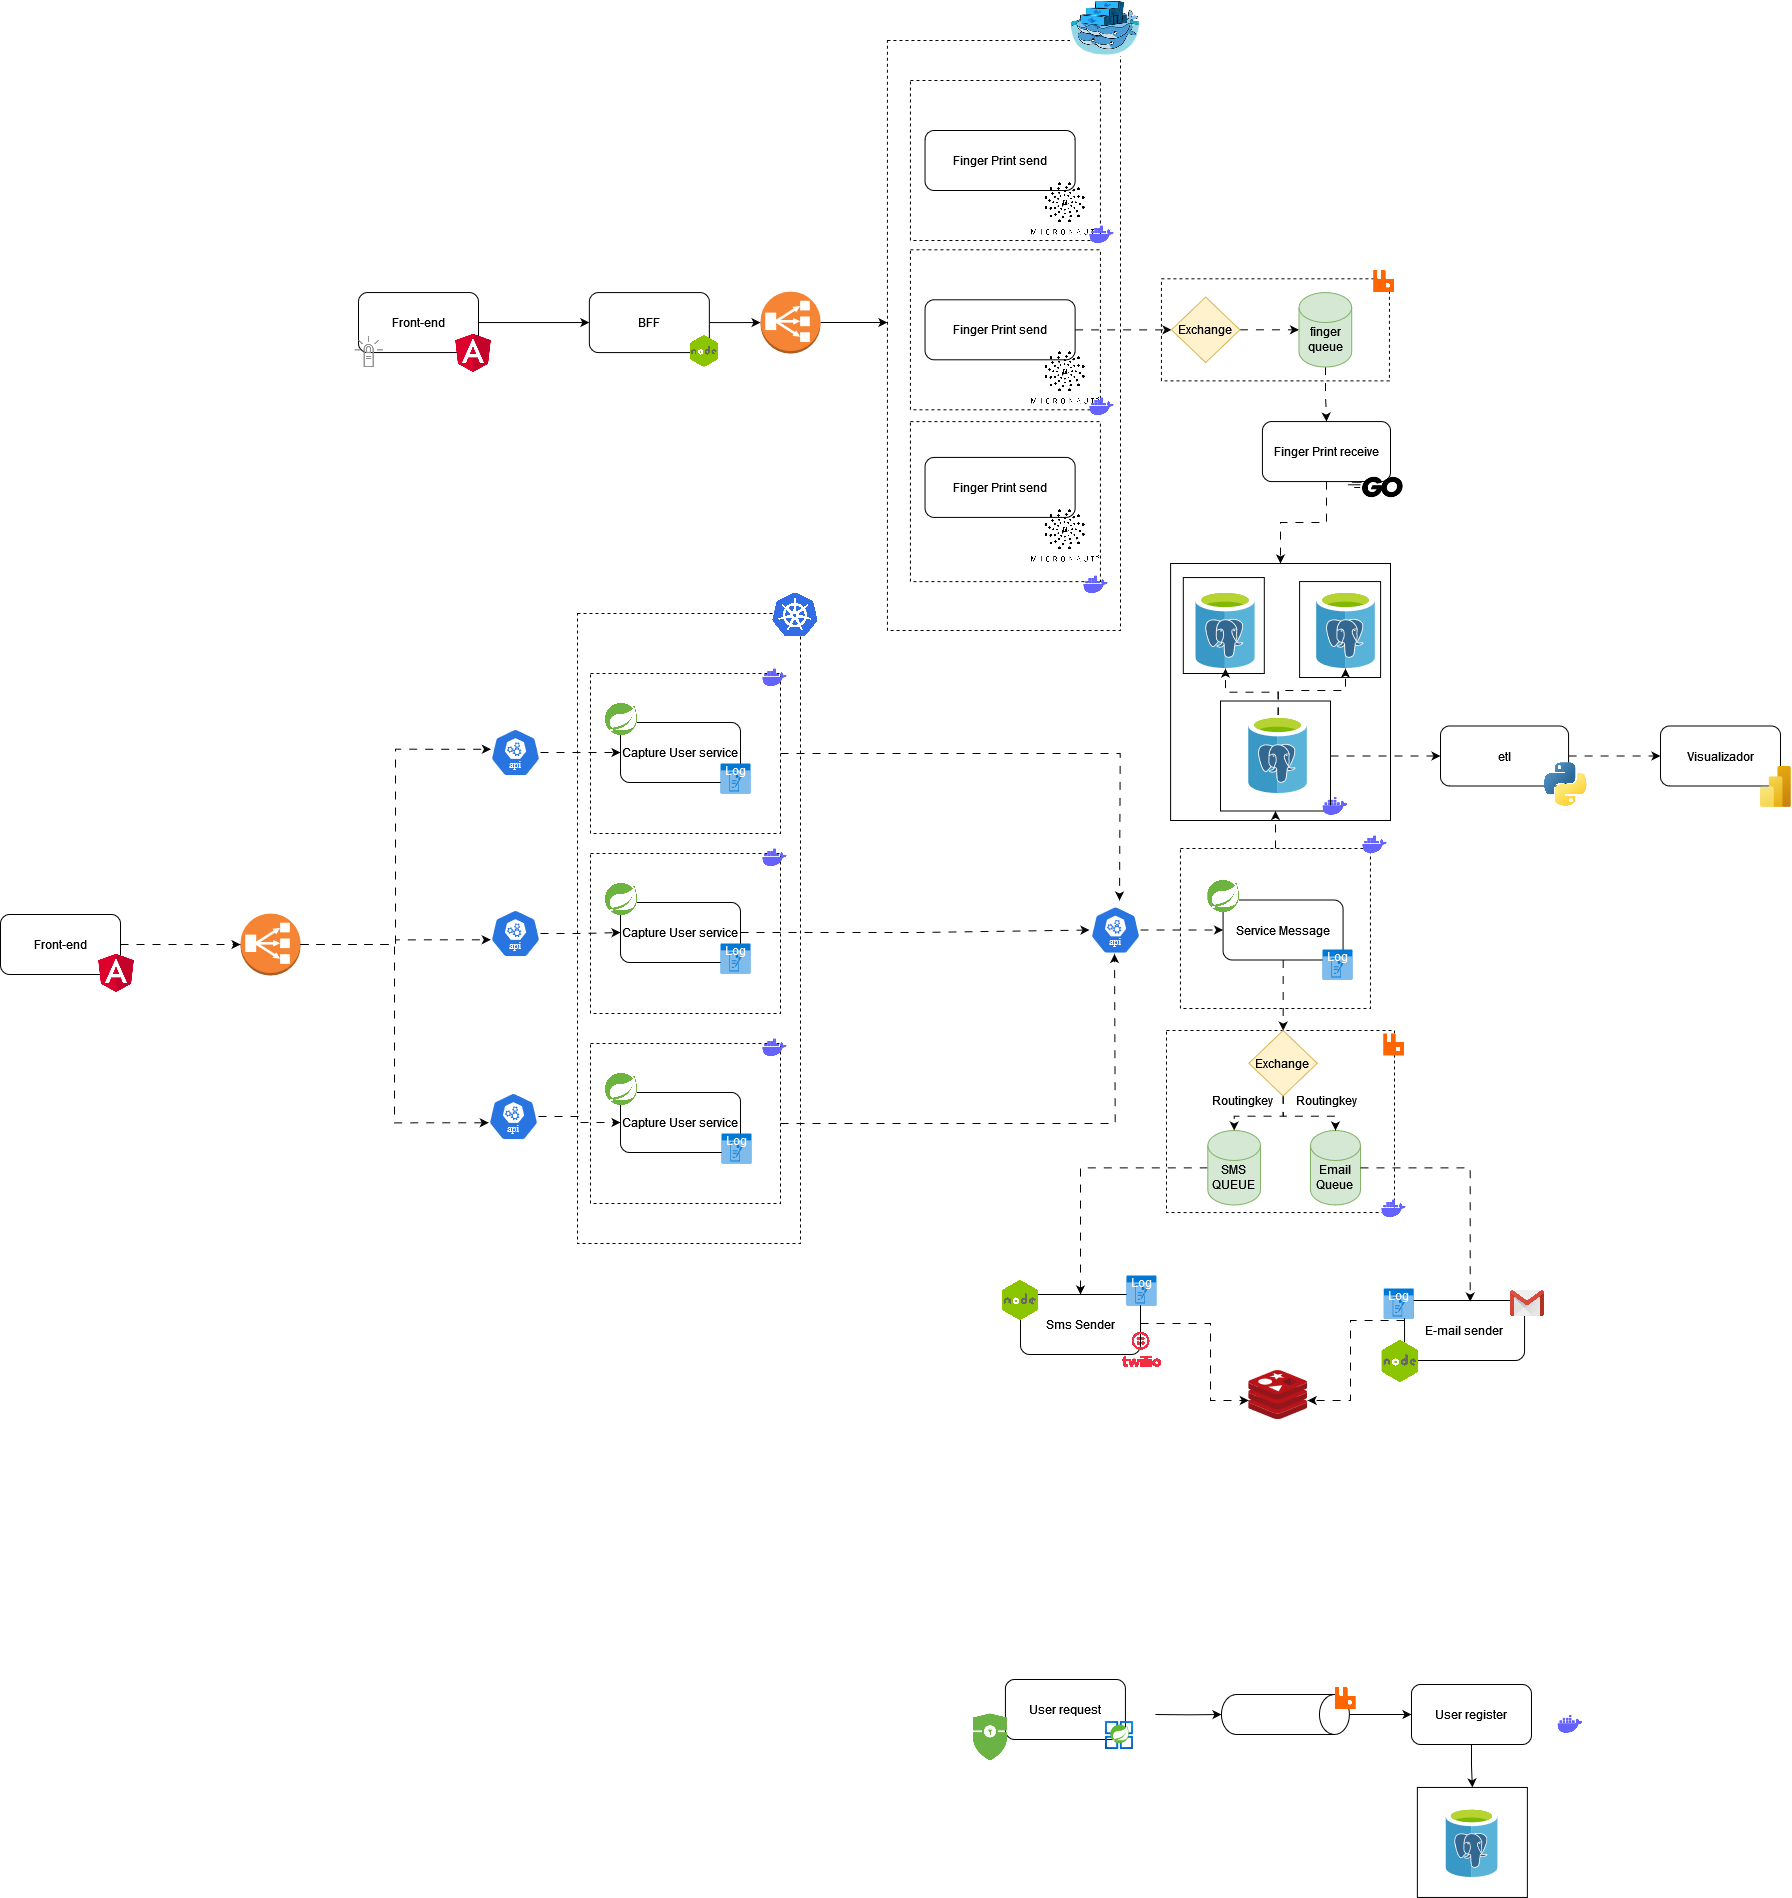 Finger Print send
MICRONAUT
Front-end
BFF
node
Finger Print send
MICRONAUT
Exchange
finger
queue
Finger Print receive
GO
Finger Print send
MICRONAUT
api
Capture User service
Log
etl
Visualizador
Front-end
api
Capture User service
Log
api
Service Message
Log
Exchange
Routingkey
Routingkey
api
Capture User service
Log
SMS
QUEUE
Email
Queue
node
Log
Sms Sender
twilio
Log
E-mail sender
node
User request
User register